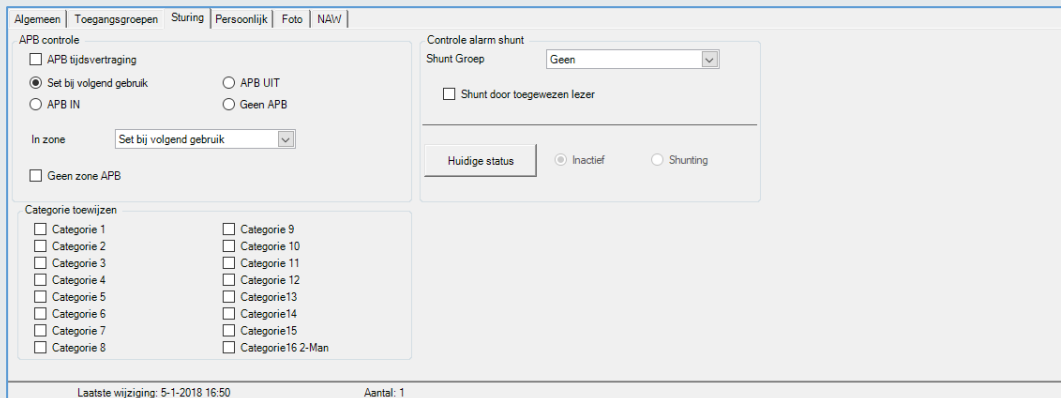 Algemeen Toegangsgroepen Sturing Persoonlijk Foto NAW
APB controle
APB tijdsvertraging
Set bij volgend gebruik APB UIT
APB IN Geen APB
In zone Set bij volgend gebruik
Geen zone APB
Controle alarm shunt
Shunt Groep Geen
Shunt door toegewezen lezer
Huidige status Inactief Shunting
Categorie toewijzen
Categorie 1 Categorie 9
Categorie 2 Categorie 10
Categorie 3 Categorie 11
Categorie 4 Categorie 12
Categorie 5 Categorie13
Categorie 6 Categorie14
Categorie 7 Categorie15
Categorie 8 Categorie16 2-Man
Laatste wijziging: 5-1-2018 16:50 Aantal: 1